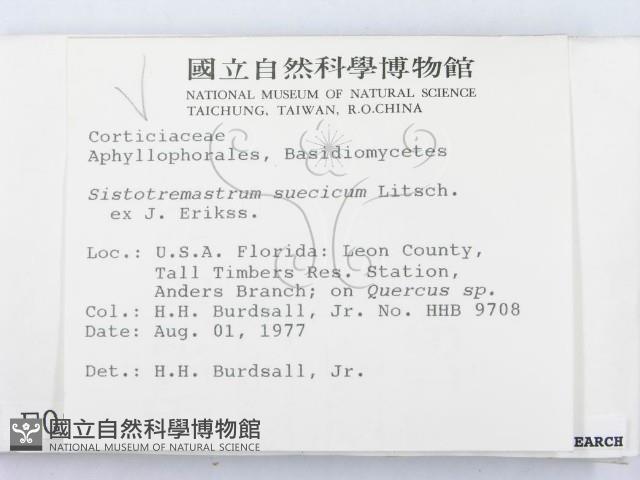 國立自然科學博物館
NATIONAL MUSEUM OF NATURAL SCIENCE
TAICHUNG, TAIWAN, R.O.CHINA
Corticiaceae
Aphyllophorales, Basidiomycetes
Sistotremastrum suecicum Litsch.
ex J. Erikss.
Loc.: U.S.A. Florida: Leon County,
Tall Timbers Res. Station,
Anders Branch; on Quercus sp.
Col.: H.H. Burdsall, Jr. No. HHB 9708
Date: Aug. 01, 1977
Det.: H.H. Burdsall, Jr.
國立自然科學博物館
NATIONAL MUSEUM OF NATURAL SCIENCE
EARCH